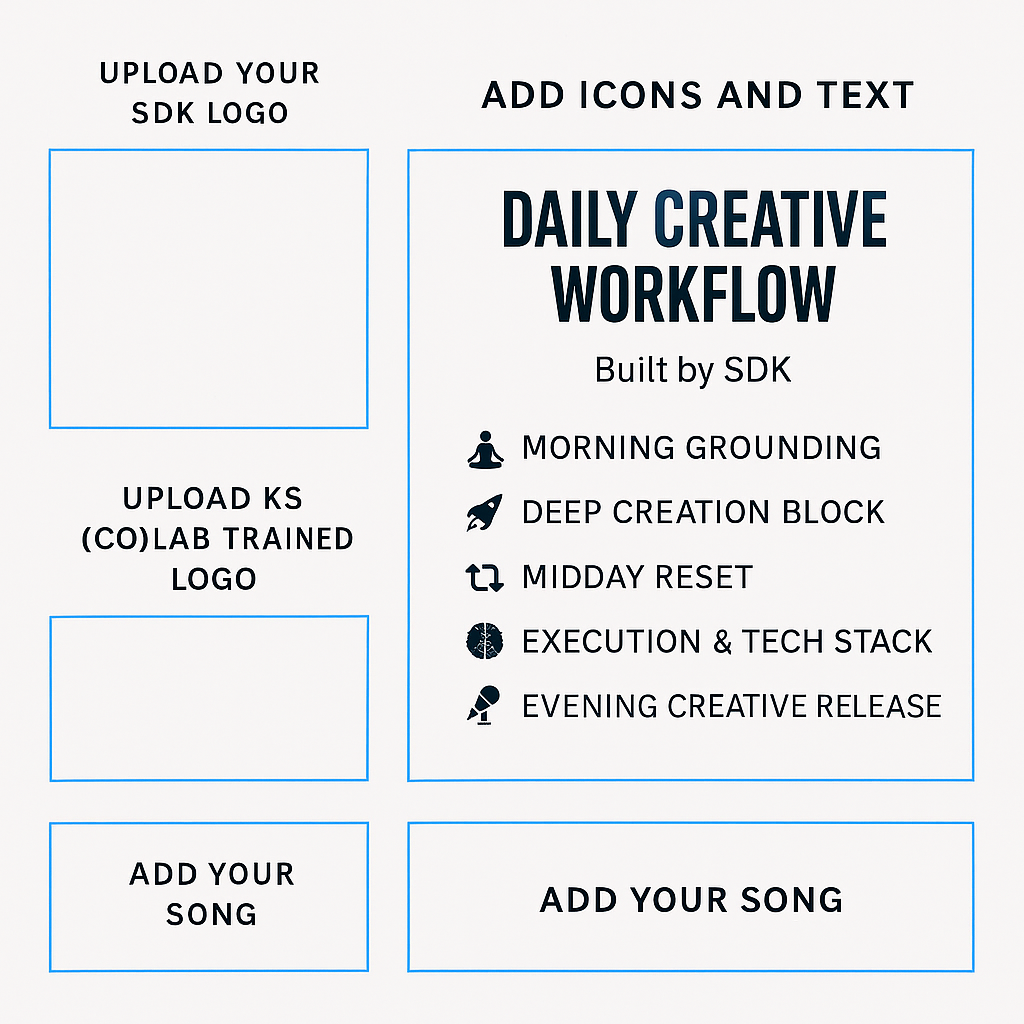 UPLOAD YOUR
SDK LOGO
ADD ICONS AND TEXT
DAILY CREATIVE
WORKFLOW
Built by SDK
MORNING GROUNDING
DEEP CREATION BLOCK
MIDDAY RESET
EXECUTION & TECH STACK
EVENING CREATIVE RELEASE
UPLOAD KS
(CO)LAB TRAINED
LOGO
ADD YOUR
SONG
ADD YOUR SONG